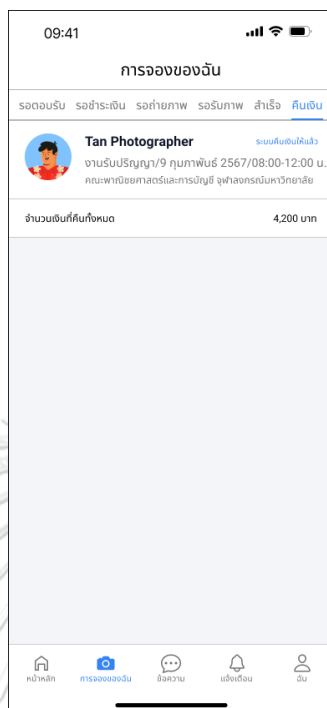 09:41
การจองของฉัน
รอตอบรับ รอชำระเงิน รอถ่ายภาพ รอรับภาพ สำเร็จ คืนเงิน
Tan Photographer ระบบคืนเงินให้แล้ว
งานรับปริญญา/9 กุมภาพันธ์ 2567/08:00-12:00 น.
คณะพาณิชยศาสตร์และการบัญชี จุฬาลงกรณ์มหาวิทยาลัย
จำนวนเงินที่คืนทั้งหมด 4,200 บาท
หน้าหลัก การจองของฉัน ข้อความ แจ้งเตือน ฉัน